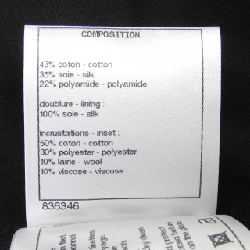 COMPOSITION
43% coton - cotton
35% soie - silk
22% polyamide - polyamide
doublure - lining :
100% soie - silk
incrustations - inset :
50% coton - cotton
30% polyester - polyester
10% laine - wool
10% viscose - viscose
836346